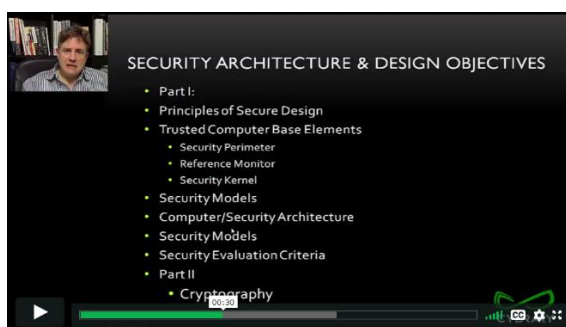 SECURITY ARCHITECTURE & DESIGN OBJECTIVES
• Part I:
• Principles of Secure Design
• Trusted Computer Base Elements
• Security Perimeter
• Reference Monitor
• Security Kernel
• Security Models
• Computer/Security Architecture
• Security Models
• Security Evaluation Criteria
• Part II
• Cryptography
00:30
CC